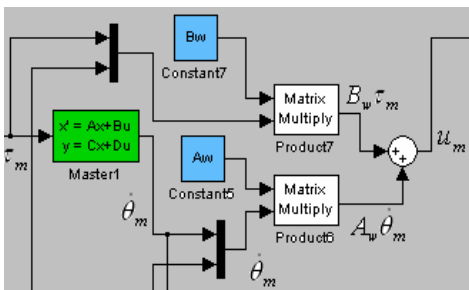 Bw
Constant7
Matrix
Multiply
Product7
B_w τ_m
x' = Ax+Bu
y = Cx+Du
Master1
τ_m
Aw
Constant5
Matrix
Multiply
Product6
A_w θ̇_m
u_m
θ̇_m
θ̇_m
+
+